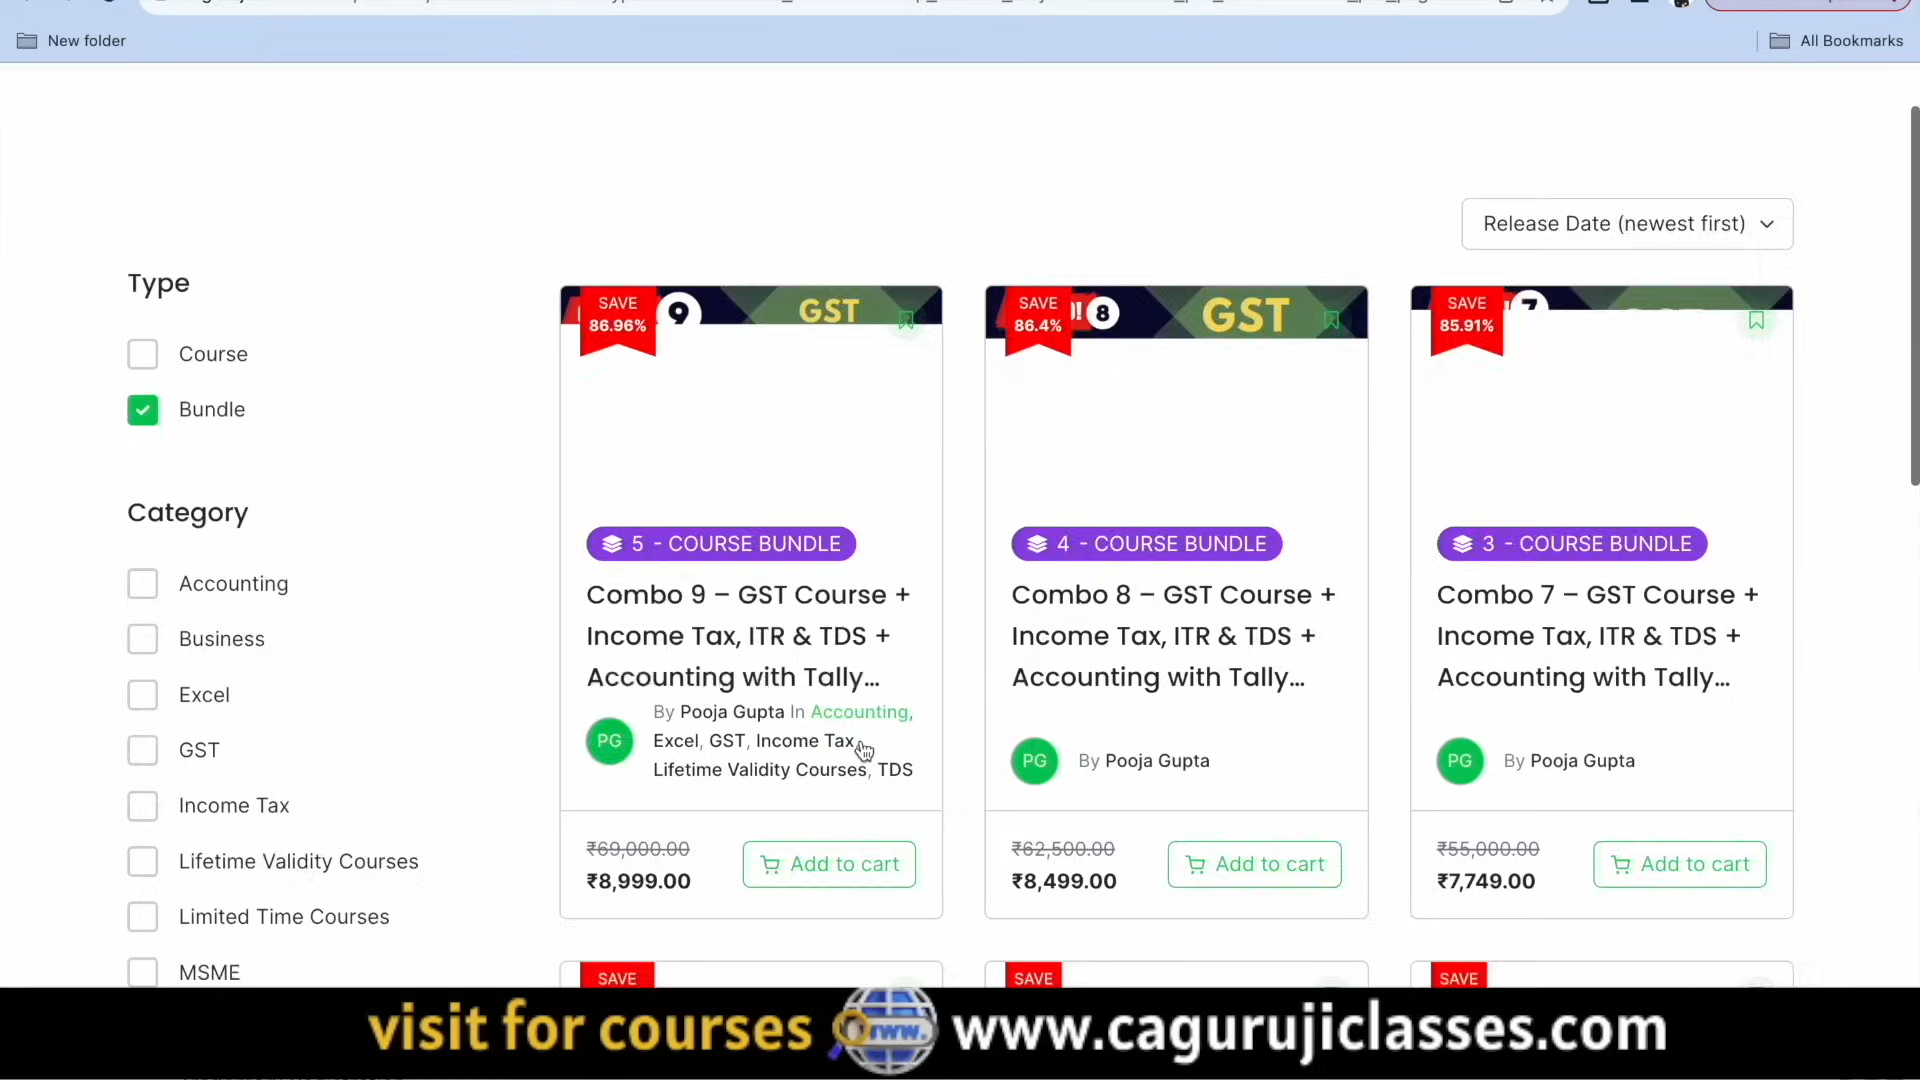 New folder
All Bookmarks
Release Date (newest first)
Type
Course
Bundle
Category
Accounting
Business
Excel
GST
Income Tax
Lifetime Validity Courses
Limited Time Courses
MSME
SAVE
86.96%
9
GST
5 - COURSE BUNDLE
Combo 9 – GST Course +
Income Tax, ITR & TDS +
Accounting with Tally...
PG
By Pooja Gupta In Accounting,
Excel, GST, Income Tax,
Lifetime Validity Courses, TDS
₹69,000.00
₹8,999.00
Add to cart
SAVE
86.4%
8
GST
4 - COURSE BUNDLE
Combo 8 – GST Course +
Income Tax, ITR & TDS +
Accounting with Tally...
PG
By Pooja Gupta
₹62,500.00
₹8,499.00
Add to cart
SAVE
85.91%
7
3 - COURSE BUNDLE
Combo 7 – GST Course +
Income Tax, ITR & TDS +
Accounting with Tally...
PG
By Pooja Gupta
₹55,000.00
₹7,749.00
Add to cart
SAVE
SAVE
SAVE
visit for courses www. www.cagurujiclasses.com